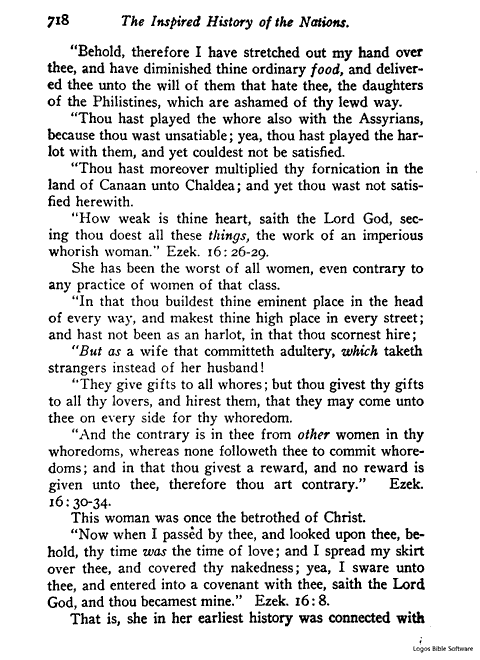 718 The Inspired History of the Nations.
"Behold, therefore I have stretched out my hand over
thee, and have diminished thine ordinary food, and deliver-
ed thee unto the will of them that hate thee, the daughters
of the Philistines, which are ashamed of thy lewd way.
"Thou hast played the whore also with the Assyrians,
because thou wast unsatiable; yea, thou hast played the har-
lot with them, and yet couldest not be satisfied.
"Thou hast moreover multiplied thy fornication in the
land of Canaan unto Chaldea; and yet thou wast not satis-
fied herewith.
"How weak is thine heart, saith the Lord God, see-
ing thou doest all these things, the work of an imperious
whorish woman." Ezek. 16: 26-29.
She has been the worst of all women, even contrary to
any practice of women of that class.
"In that thou buildest thine eminent place in the head
of every way, and makest thine high place in every street;
and hast not been as an harlot, in that thou scornest hire;
"But as a wife that committeth adultery, which taketh
strangers instead of her husband!
"They give gifts to all whores; but thou givest thy gifts
to all thy lovers, and hirest them, that they may come unto
thee on every side for thy whoredom.
"And the contrary is in thee from other women in thy
whoredoms, whereas none followeth thee to commit whore-
doms; and in that thou givest a reward, and no reward is
given unto thee, therefore thou art contrary." Ezek.
16: 30-34.
This woman was once the betrothed of Christ.
"Now when I passed by thee, and looked upon thee, be-
hold, thy time was the time of love; and I spread my skirt
over thee, and covered thy nakedness; yea, I sware unto
thee, and entered into a covenant with thee, saith the Lord
God, and thou becamest mine." Ezek. 16: 8.
That is, she in her earliest history was connected with
Logos Bible Software